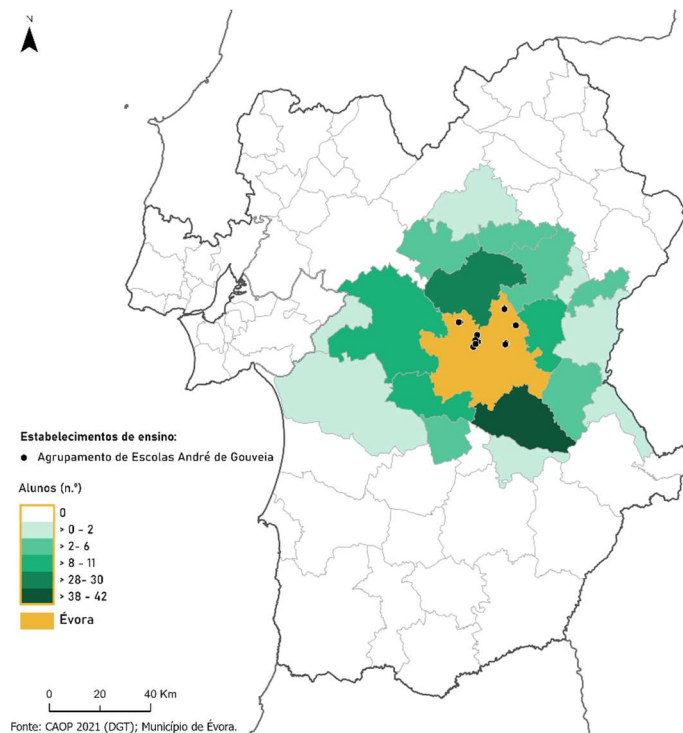 N
Estabelecimentos de ensino:
Agrupamento de Escolas André de Gouveia
Alunos (n.º)
0
> 0 - 2
> 2- 6
> 8 - 11
> 28- 30
> 38 - 42
Évora
0 20 40 Km
Fonte: CAOP 2021 (DGT); Município de Évora.